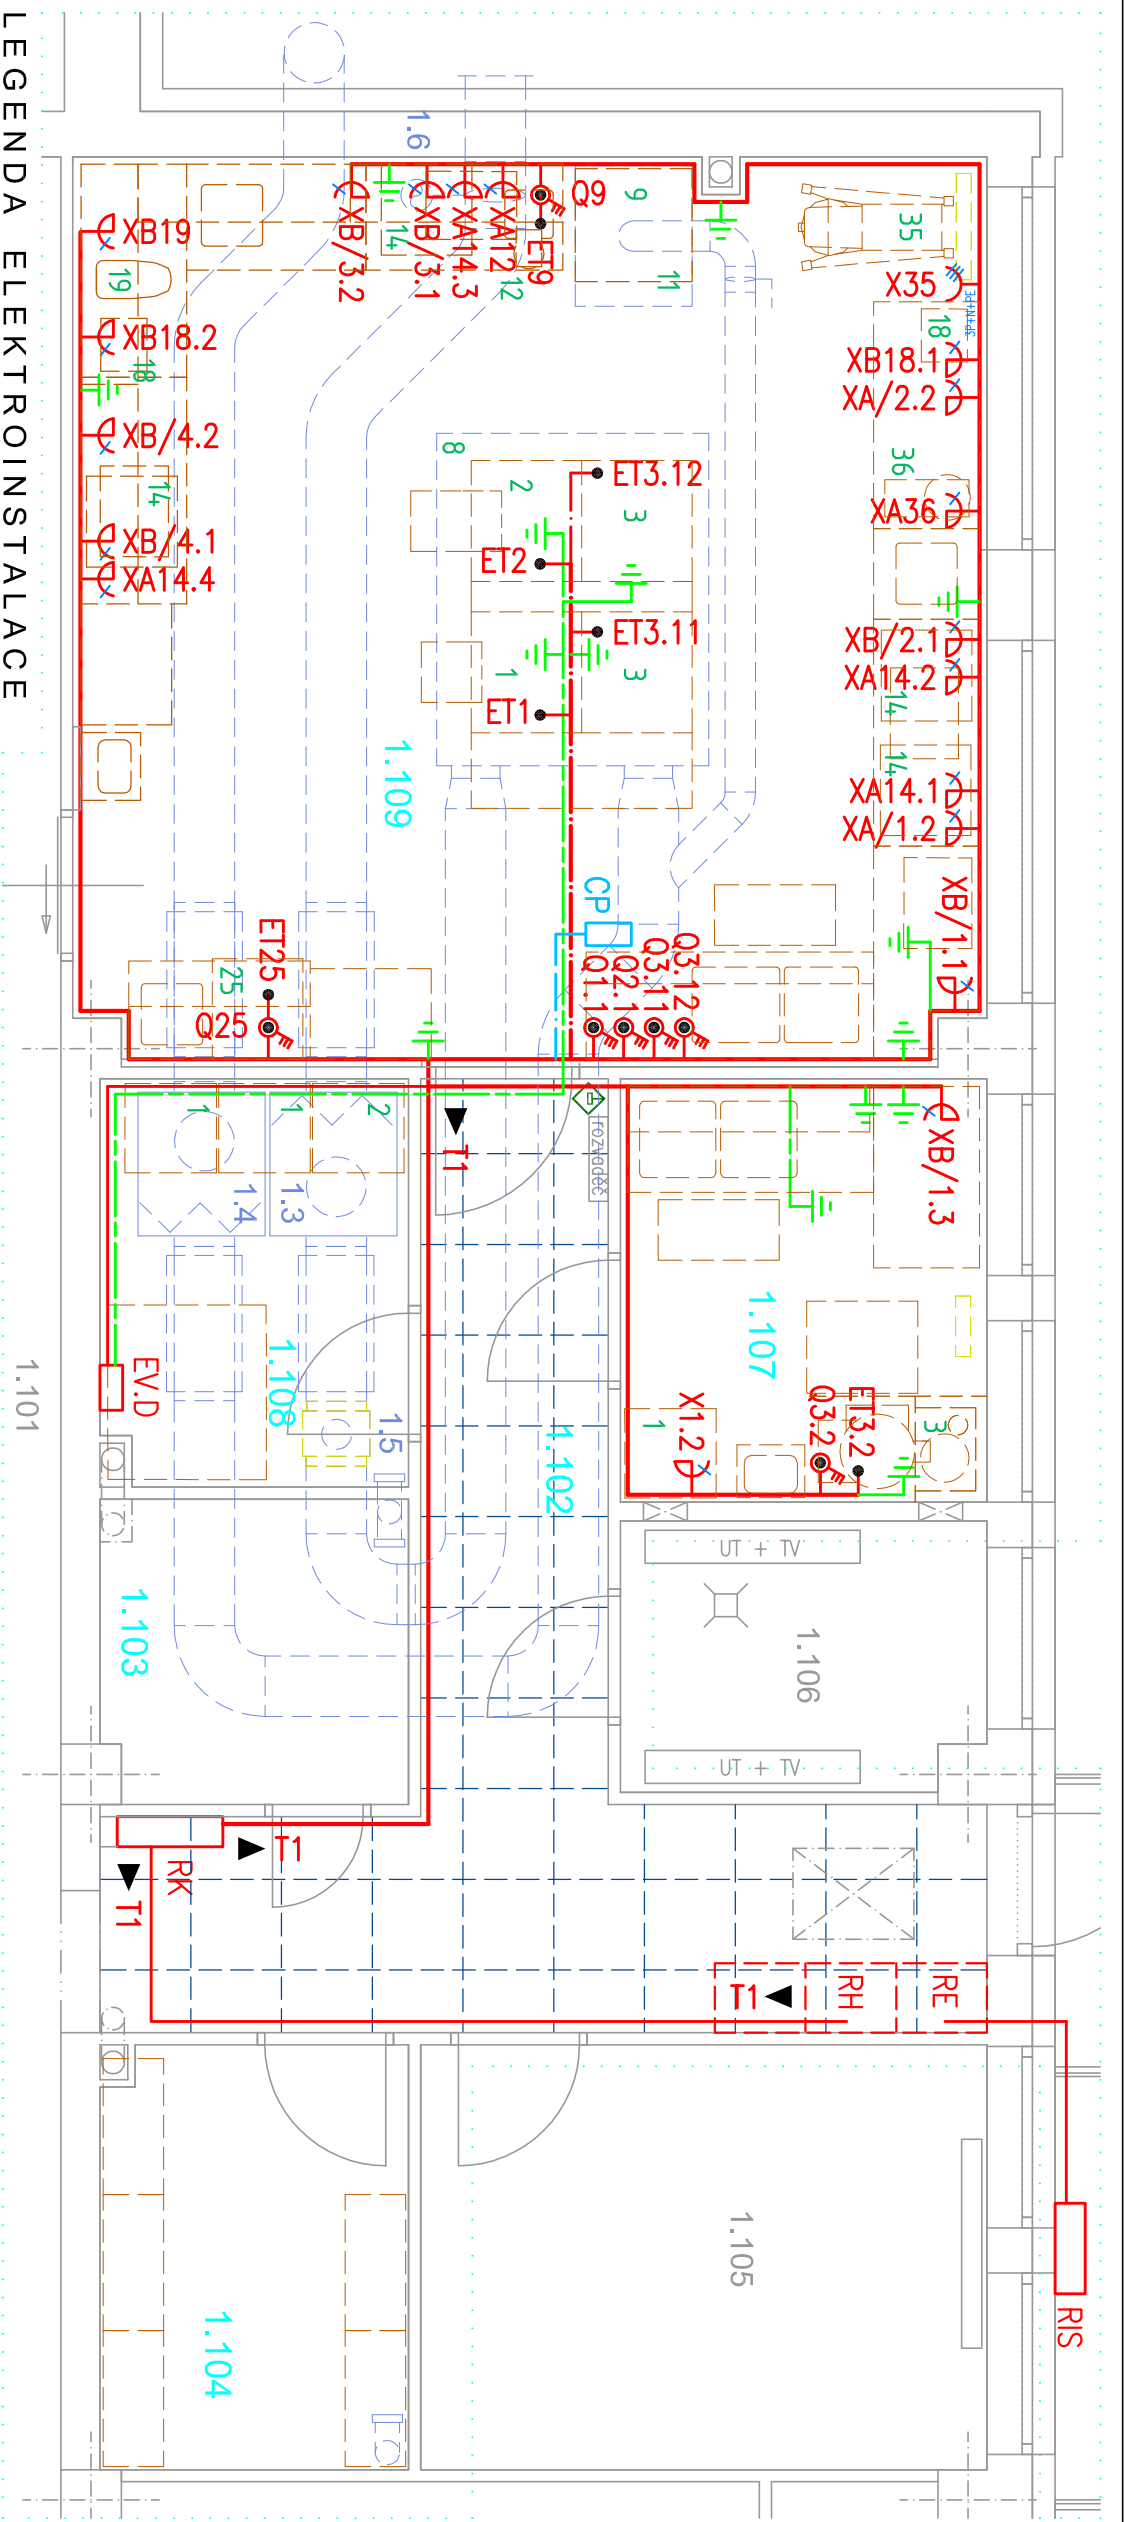 LEGENDA ELEKTROINSTALACE
1.6
Q9
ET9
XA12
XA14.3
XB/3.1
XB/3.2
14
12
9
11
35
X35
3P+N+PE
18
XB18.1
XA/2.2
36
XA36
XB/2.1
XA14.2
14
14
XA14.1
XA/1.2
XB/1.1
XB19
19
XB18.2
18
XB/4.2
14
XB/4.1
XA14.4
8
2
3
ET3.12
ET2
ET3.11
1
3
ET1
1.109
CP
Q1.1
Q2.1
Q3.11
Q3.12
ET25
25
Q25
1
1
2
T1
rozvaděč
XB/1.3
1.4
1.3
1.107
EV.D
1.108
1.5
1.102
X1.2
1
Q3.2
ET3.2
3
1.101
UT + TV
1.103
1.106
UT + TV
RK
T1
T1
T1
RH
RE
1.105
RIS
1.104